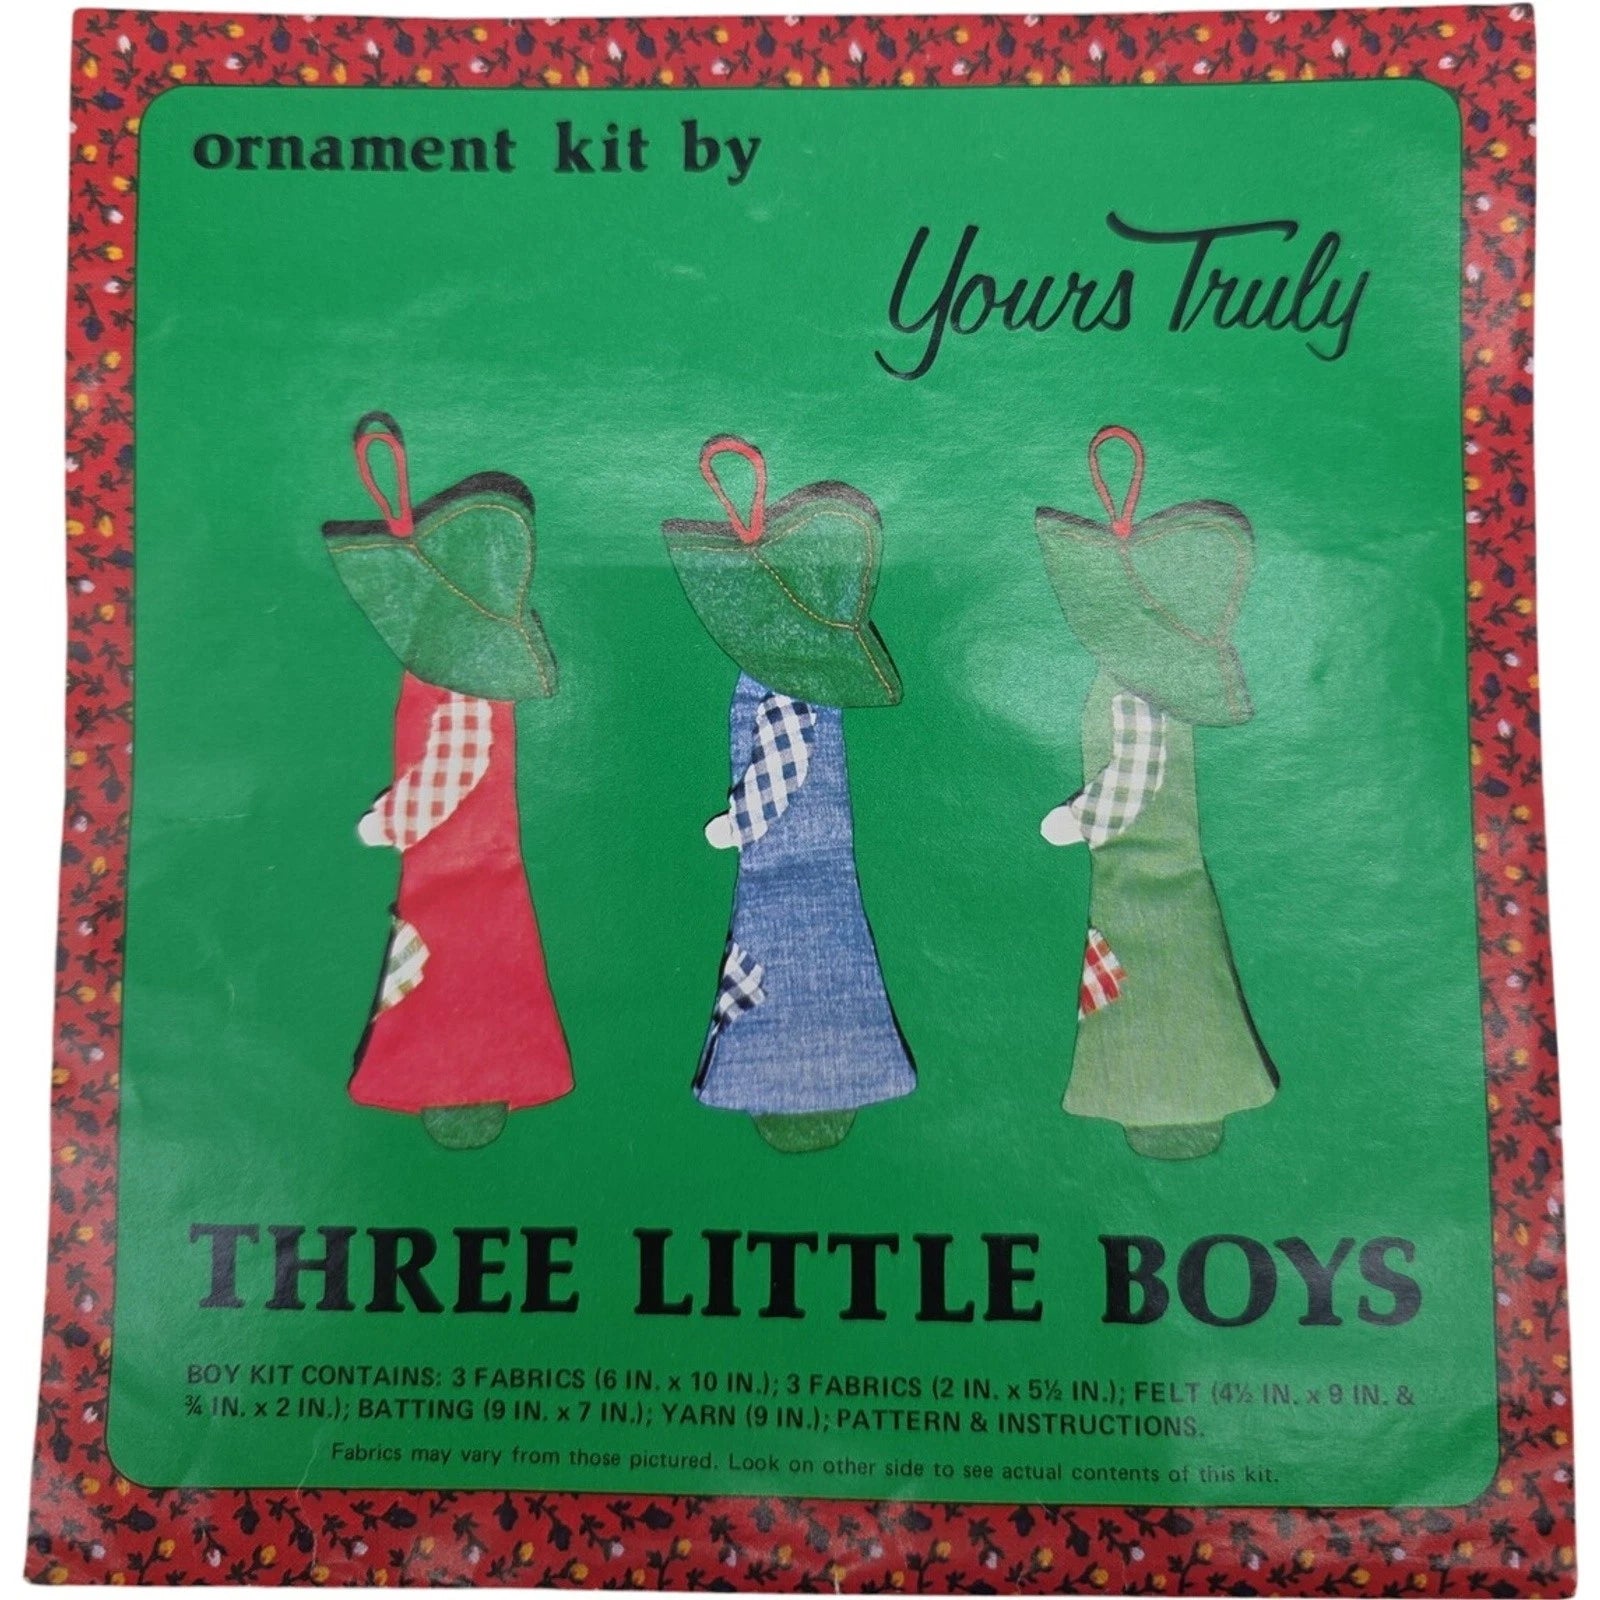 ornament kit by
Yours Truly
THREE LITTLE BOYS
BOY KIT CONTAINS: 3 FABRICS (6 IN. x 10 IN.); 3 FABRICS (2 IN. x 5½ IN.); FELT (4½ IN. x 9 IN. &
¾ IN. x 2 IN.); BATTING (9 IN. x 7 IN.); YARN (9 IN.); PATTERN & INSTRUCTIONS.
Fabrics may vary from those pictured. Look on other side to see actual contents of this kit.